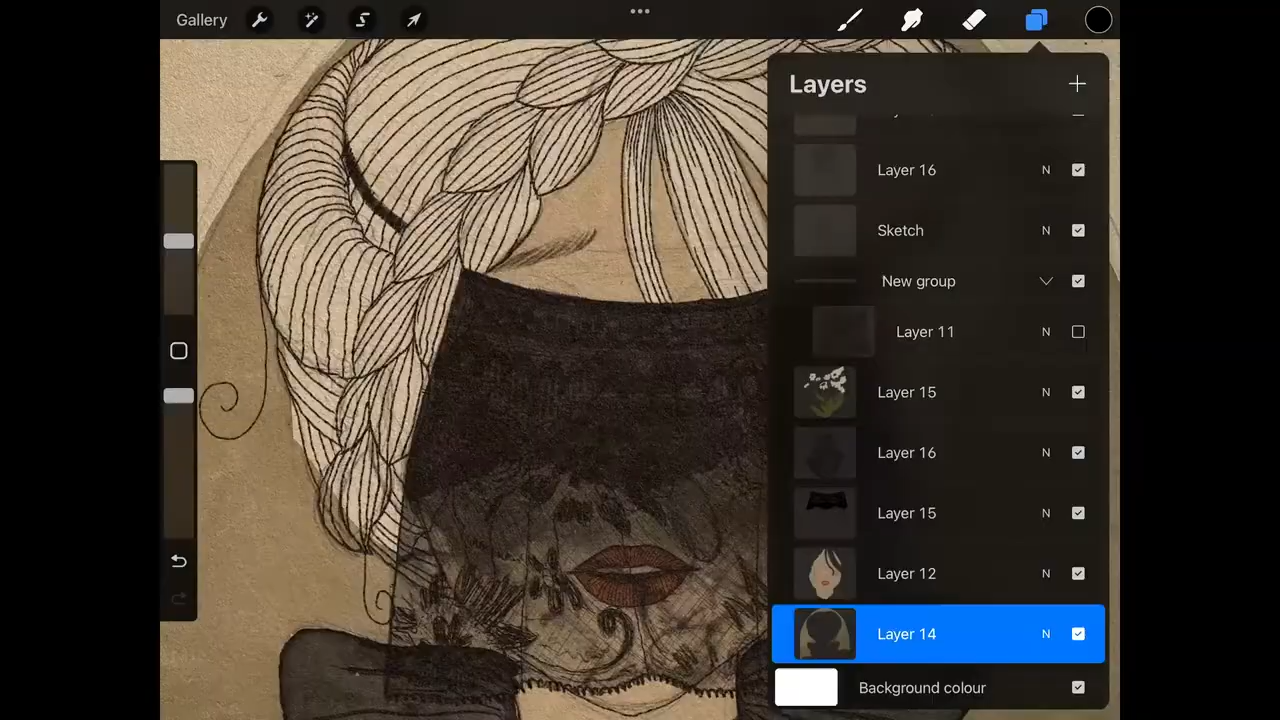 Gallery
Layers
Layer 16 N
Sketch N
New group
Layer 11 N
Layer 15 N
Layer 16 N
Layer 15 N
Layer 12 N
Layer 14 N
Background colour